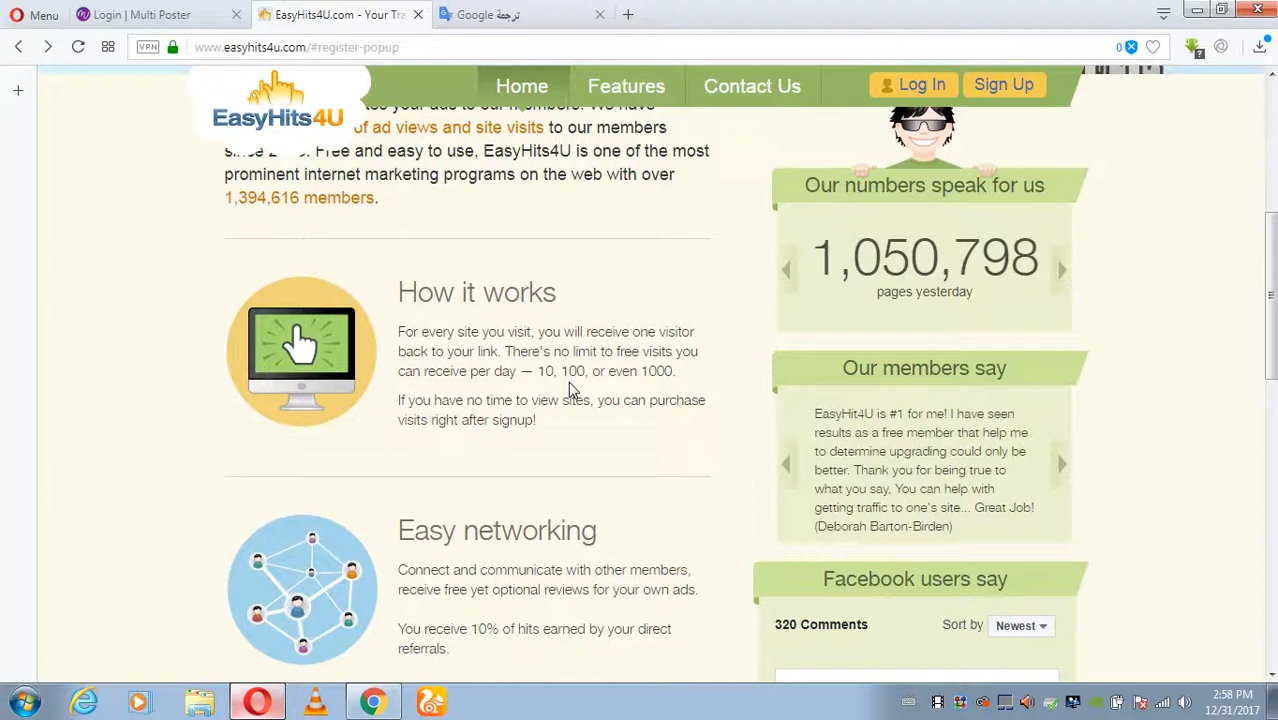 Menu
Login | Multi Poster
EasyHits4U.com - Your Tra
ترجمة Google
VPN
www.easyhits4u.com/#register-popup
0
EasyHits4U
Home
Features
Contact Us
Log In
Sign Up
your ads to our members. We have
of ad views and site visits to our members
Free and easy to use, EasyHits4U is one of the most
prominent internet marketing programs on the web with over
1,394,616 members.
How it works
For every site you visit, you will receive one visitor
back to your link. There's no limit to free visits you
can receive per day — 10, 100, or even 1000.
If you have no time to view sites, you can purchase
visits right after signup!
Easy networking
Connect and communicate with other members,
receive free yet optional reviews for your own ads.
You receive 10% of hits earned by your direct
referrals.
Our numbers speak for us
1,050,798
pages yesterday
Our members say
EasyHit4U is #1 for me! I have seen
results as a free member that help me
to determine upgrading could only be
better. Thank you for being true to
what you say, You can help with
getting traffic to one's site... Great Job!
(Deborah Barton-Birden)
Facebook users say
320 Comments
Sort by
Newest
2:58 PM
12/31/2017